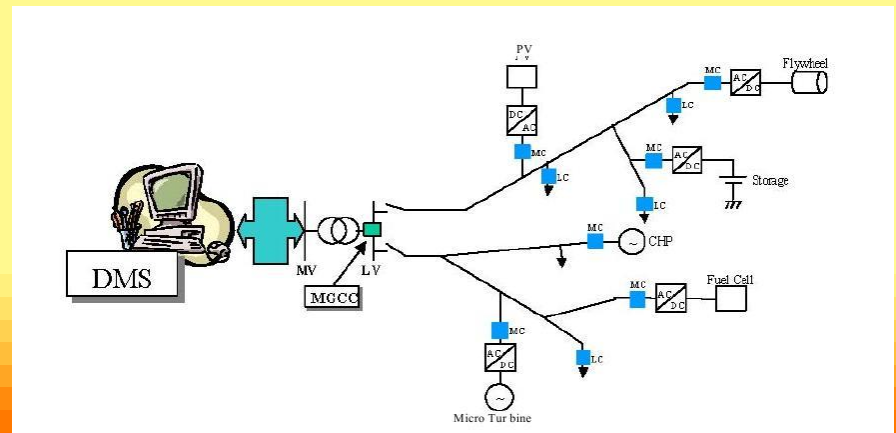 PV
Flywheel
MC
AC
DC
LC
DC
AC
MC
LC
MC
AC
DC
Storage
LC
MC
CHP
~
DMS
MV
LV
MGCC
MC
AC
DC
Fuel Cell
MC
LC
AC
DC
~
Micro Tur bine